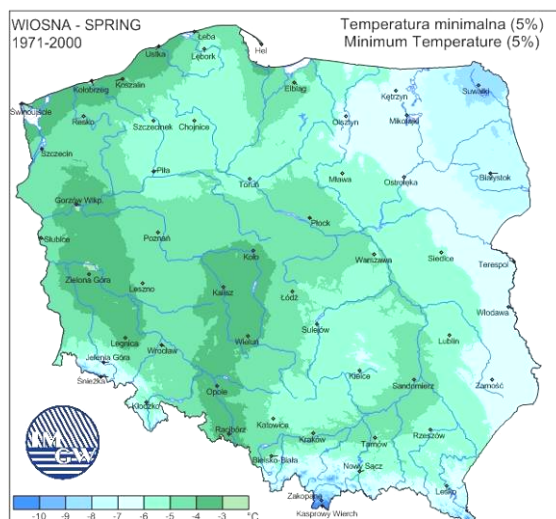 WIOSNA - SPRING
1971-2000
Temperatura minimalna (5%)
Minimum Temperature (5%)
Łeba
Ustka
Lębork
Hel
Kołobrzeg
Koszalin
Elbląg
Kętrzyn
Suwałki
Świnoujście
Resko
Szczecinek
Chojnice
Olsztyn
Mikołajki
Szczecin
Piła
Toruń
Mława
Ostrołęka
Białystok
Gorzów Wlkp.
Płock
Słubice
Poznań
Koło
Warszawa
Siedlce
Terespol
Zielona Góra
Leszno
Kalisz
Łódź
Włodawa
Legnica
Wrocław
Wieluń
Sulejów
Lublin
Jelenia Góra
Śnieżka
Kielce
Sandomierz
Zamość
Kłodzko
Opole
Racibórz
Katowice
Kraków
Tarnów
Rzeszów
Bielsko-Biała
Nowy Sącz
Lesko
Zakopane
Kasprowy Wierch
IM
GW
-10 -9 -8 -7 -6 -5 -4 -3 °C